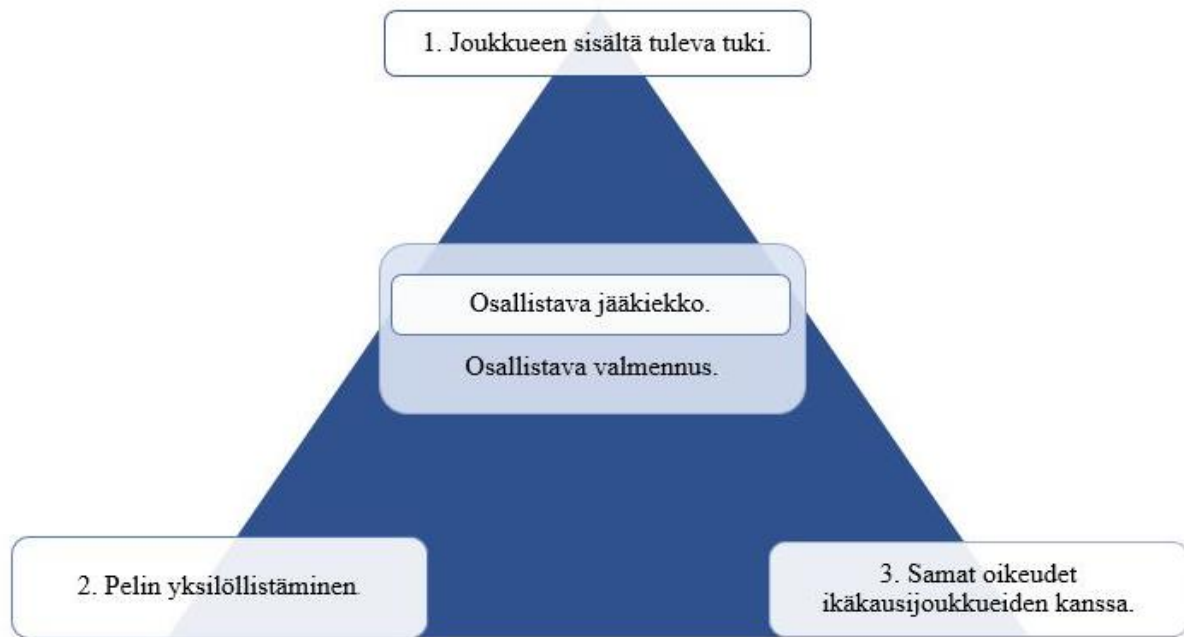 1. Joukkueen sisältä tuleva tuki.
Osallistava jääkiekko.
Osallistava valmennus.
2. Pelin yksilöllistäminen
3. Samat oikeudet
ikäkausijoukkueiden kanssa.